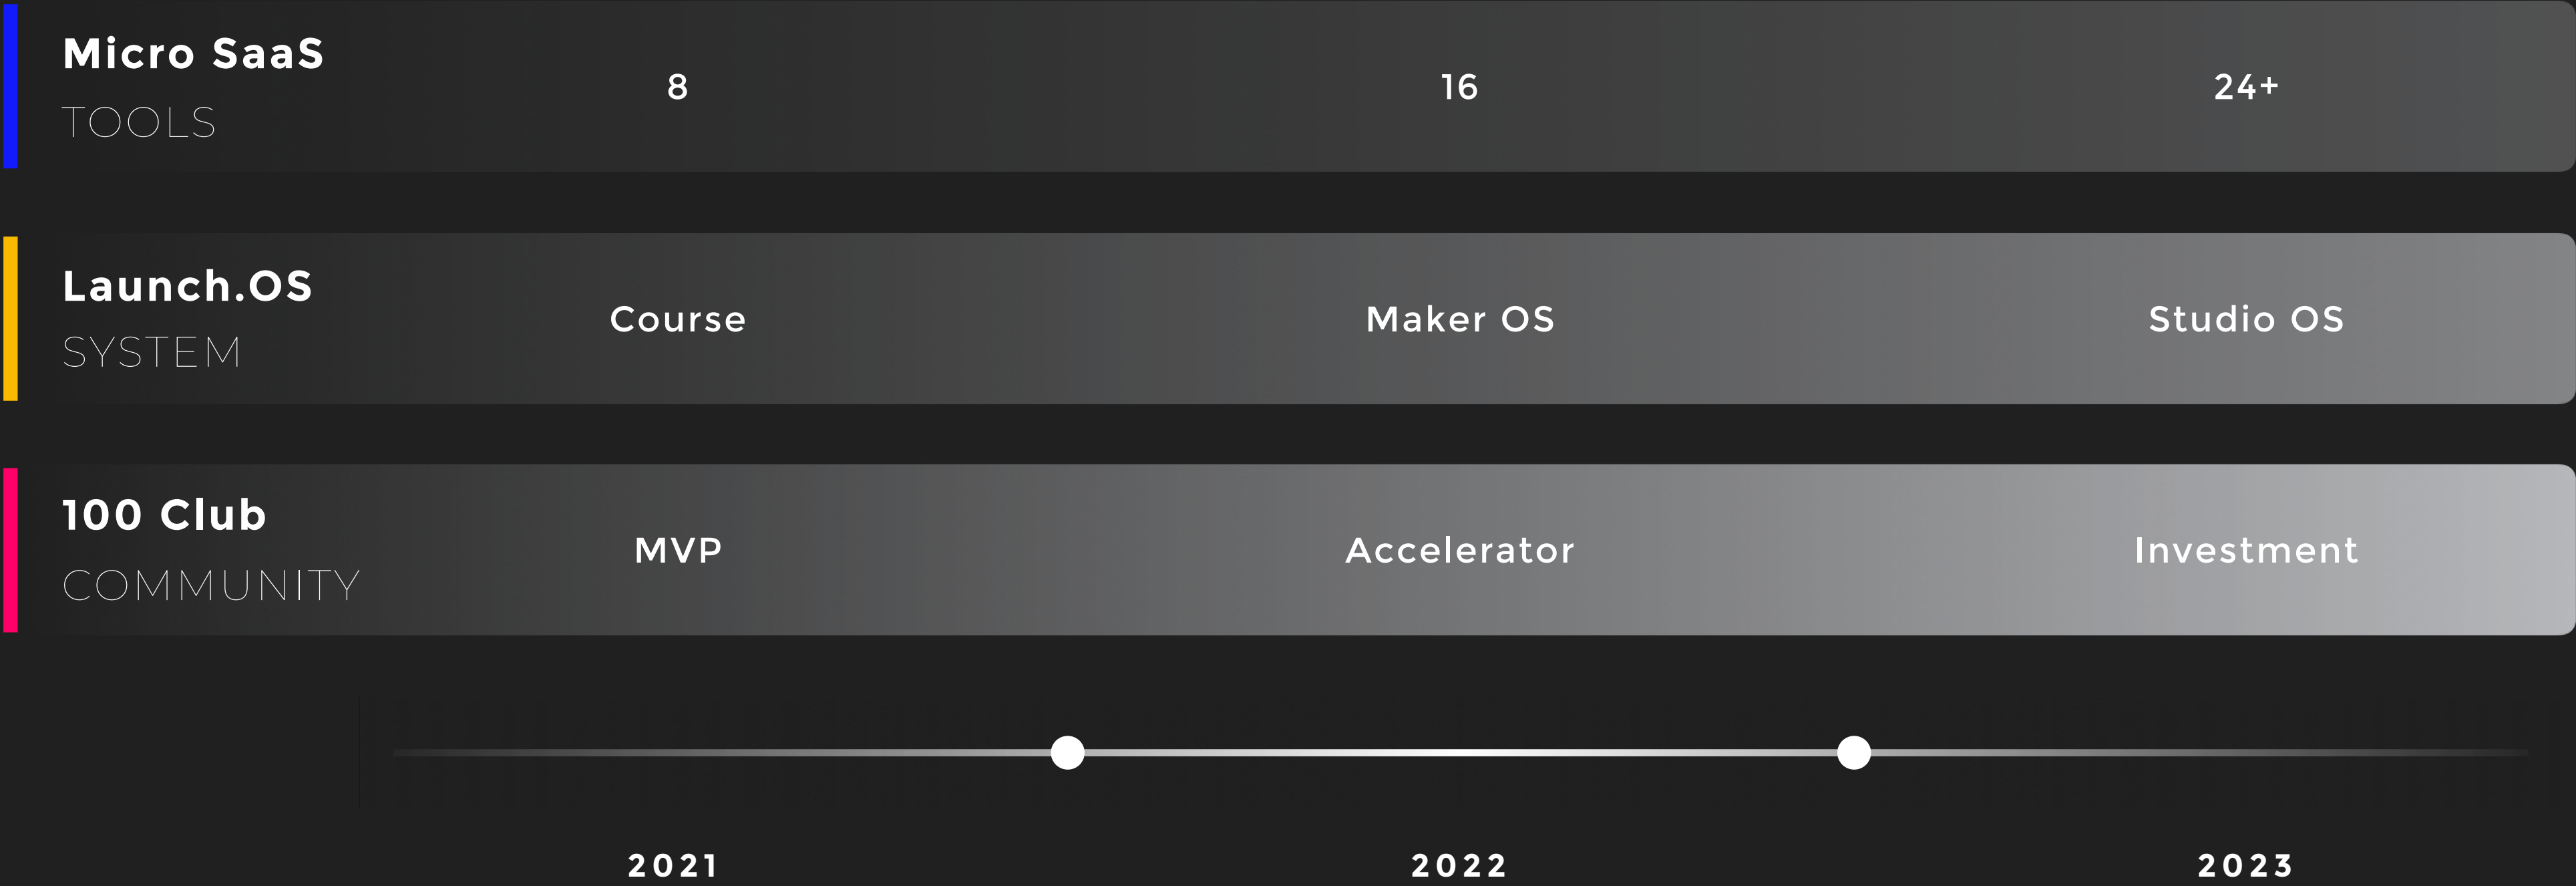 Micro SaaS
TOOLS
8
16
24+
Launch.OS
SYSTEM
Course
Maker OS
Studio OS
100 Club
COMMUNITY
MVP
Accelerator
Investment
2021
2022
2023